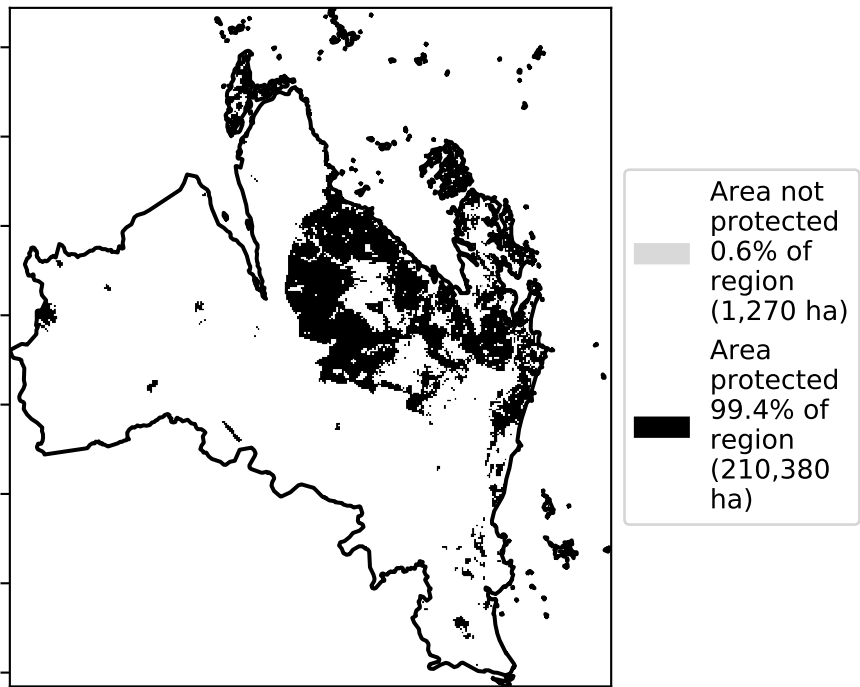 Area not
protected
0.6% of
region
(1,270 ha)
Area
protected
99.4% of
region
(210,380
ha)